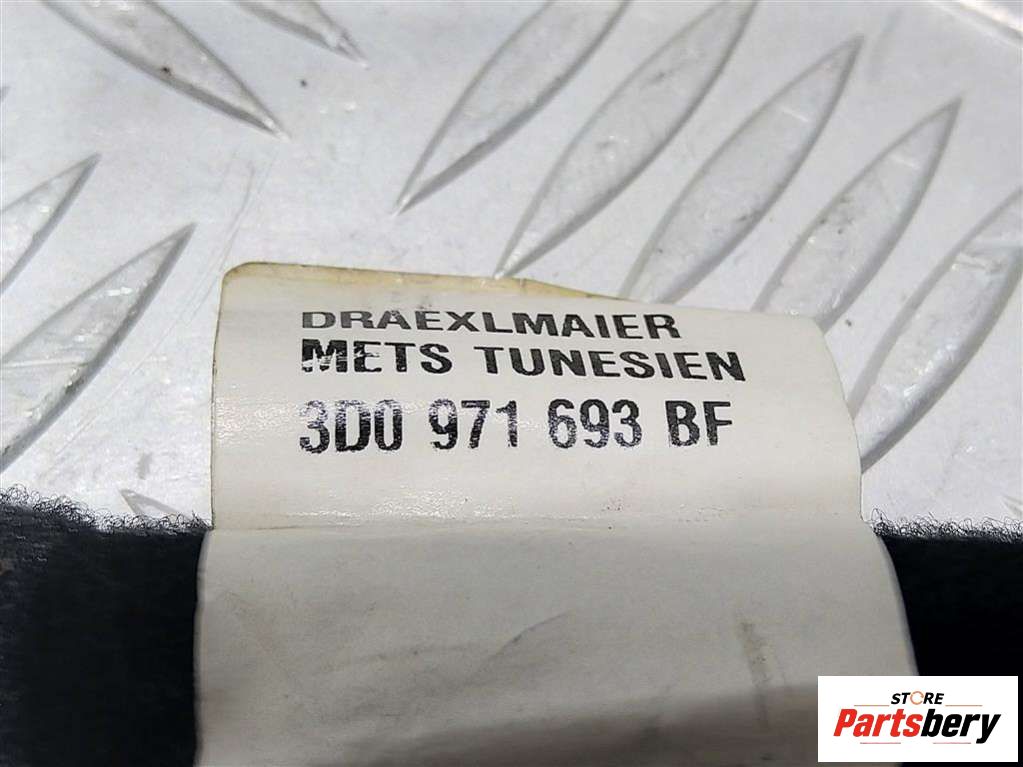 DRAEXLMAIER
METS TUNESIEN
3D0 971 693 BF
STORE
Partsbery